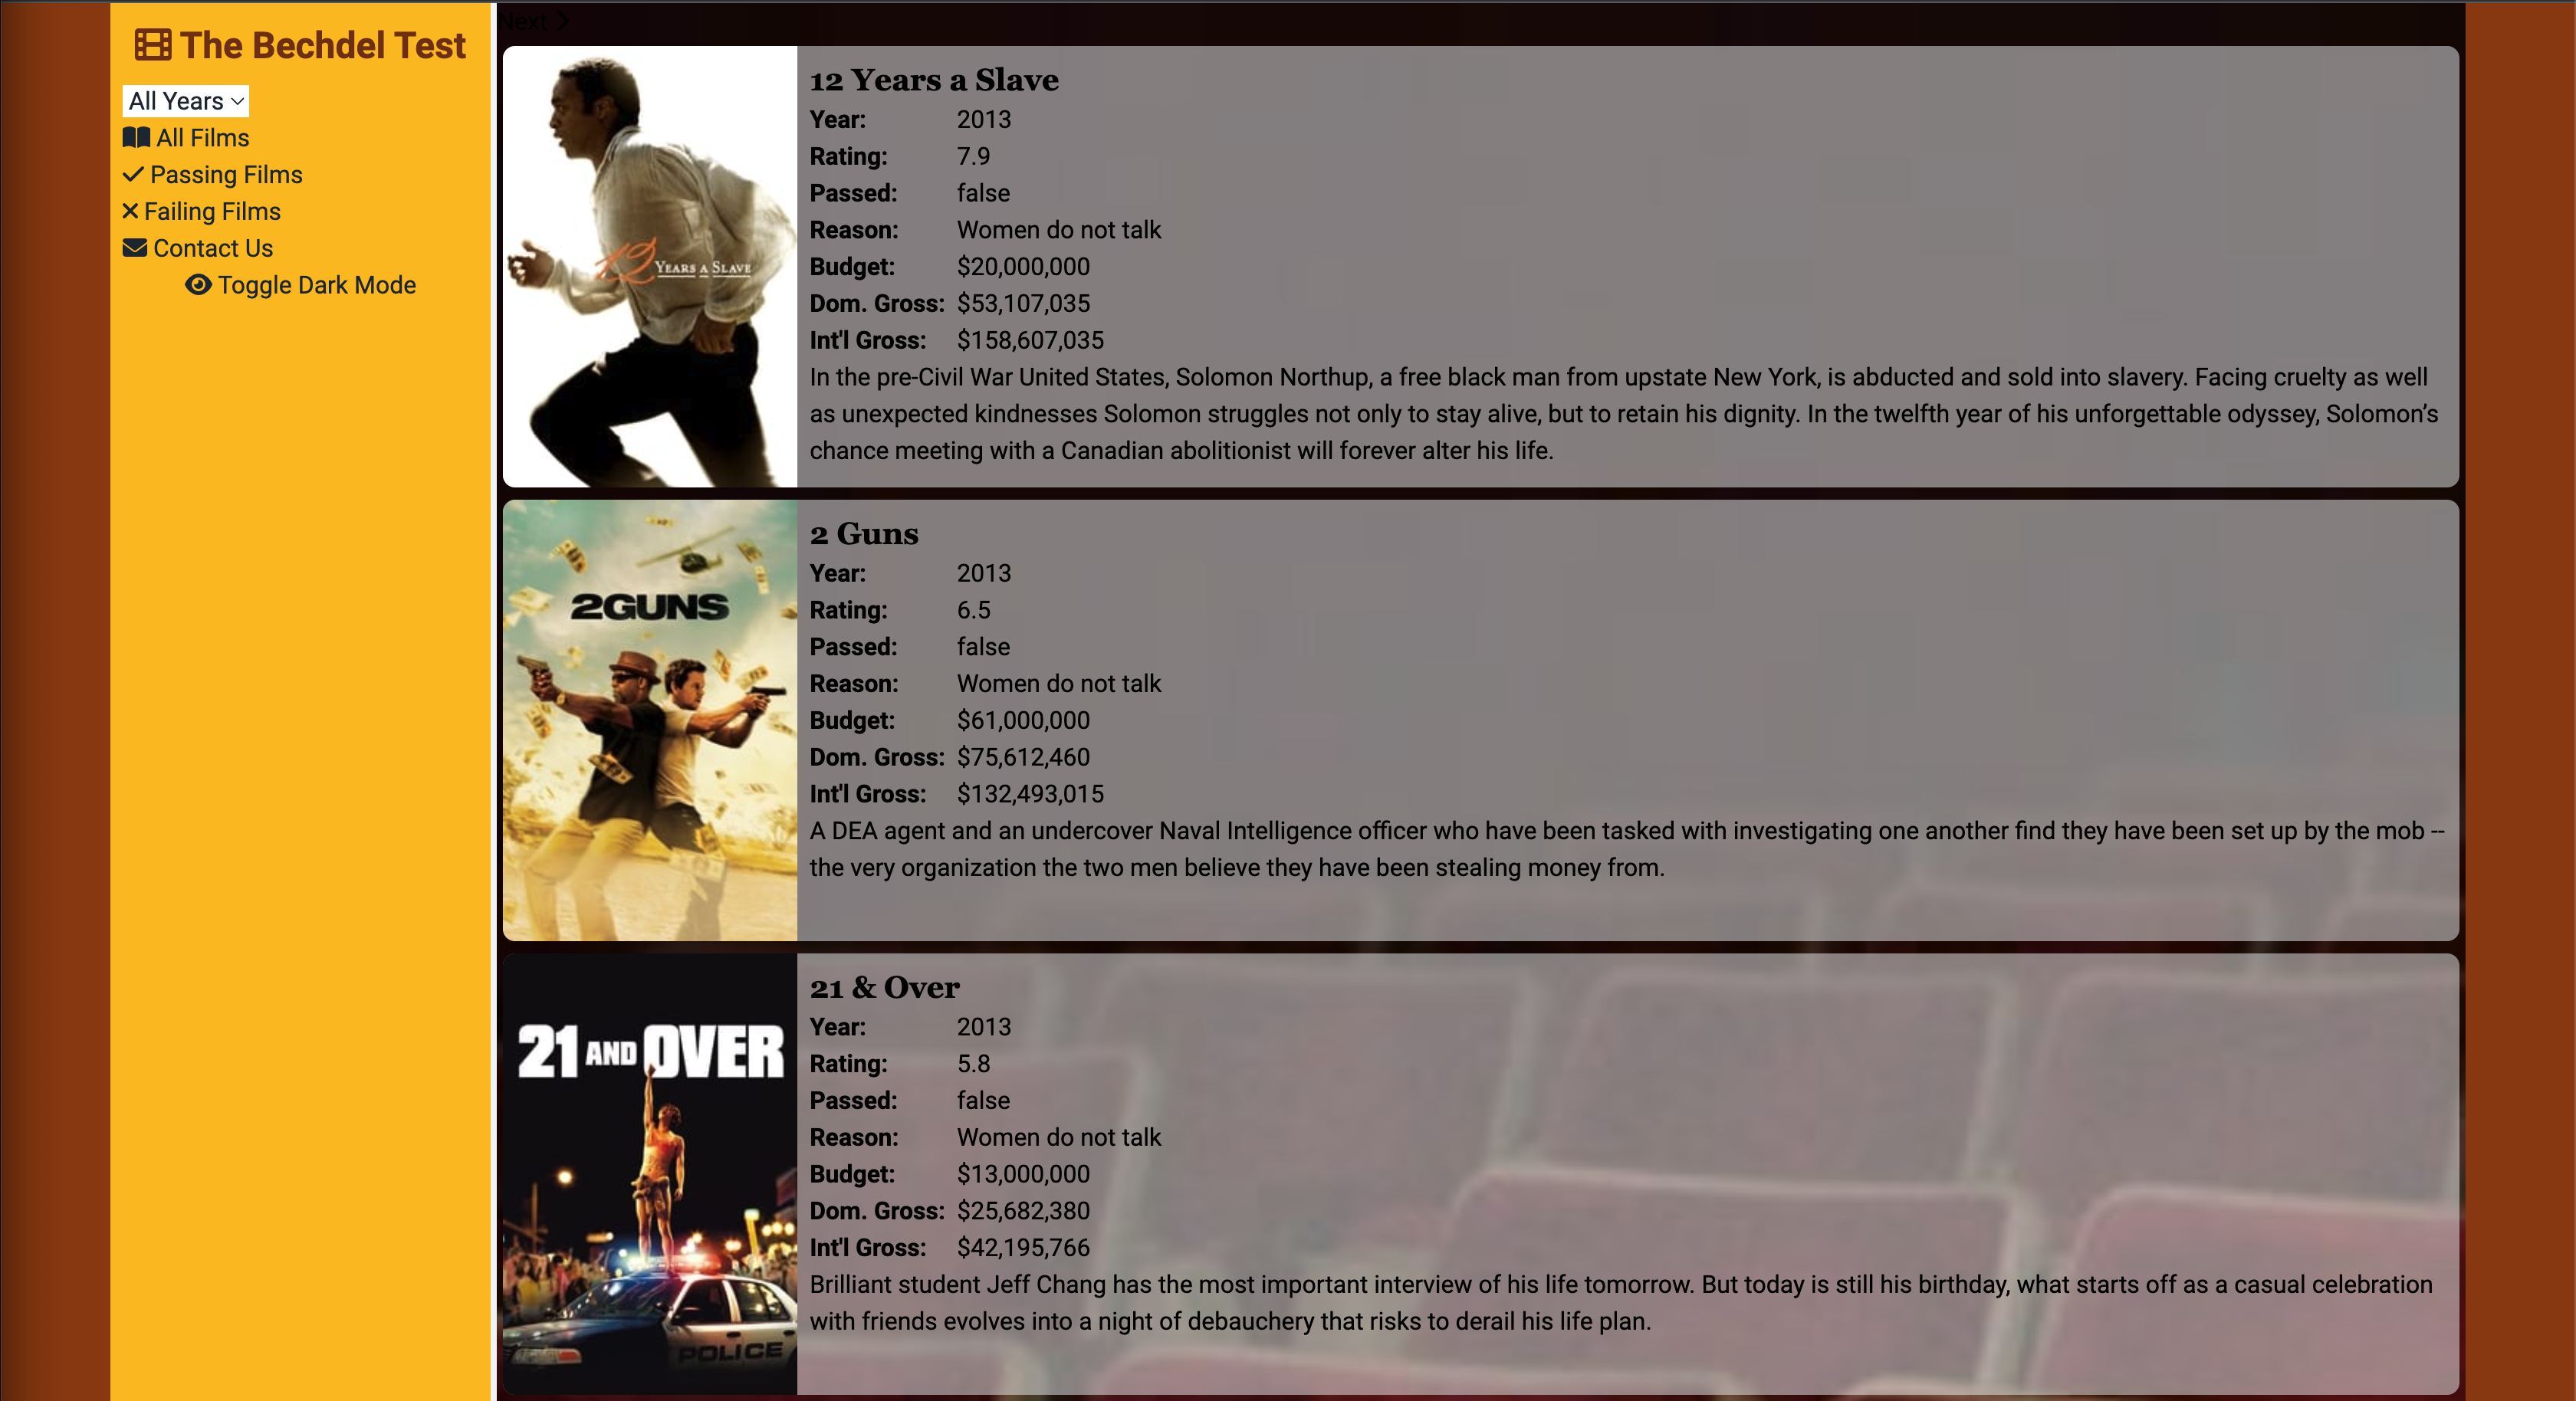 The Bechdel Test
All Years
All Films
Passing Films
Failing Films
Contact Us
Toggle Dark Mode
Next
12 YEARS A SLAVE
12 Years a Slave
Year: 2013
Rating: 7.9
Passed: false
Reason: Women do not talk
Budget: $20,000,000
Dom. Gross: $53,107,035
Int'l Gross: $158,607,035
In the pre-Civil War United States, Solomon Northup, a free black man from upstate New York, is abducted and sold into slavery. Facing cruelty as well
as unexpected kindnesses Solomon struggles not only to stay alive, but to retain his dignity. In the twelfth year of his unforgettable odyssey, Solomon’s
chance meeting with a Canadian abolitionist will forever alter his life.
2GUNS
2 Guns
Year: 2013
Rating: 6.5
Passed: false
Reason: Women do not talk
Budget: $61,000,000
Dom. Gross: $75,612,460
Int'l Gross: $132,493,015
A DEA agent and an undercover Naval Intelligence officer who have been tasked with investigating one another find they have been set up by the mob --
the very organization the two men believe they have been stealing money from.
21 AND OVER
POLICE
21 & Over
Year: 2013
Rating: 5.8
Passed: false
Reason: Women do not talk
Budget: $13,000,000
Dom. Gross: $25,682,380
Int'l Gross: $42,195,766
Brilliant student Jeff Chang has the most important interview of his life tomorrow. But today is still his birthday, what starts off as a casual celebration
with friends evolves into a night of debauchery that risks to derail his life plan.